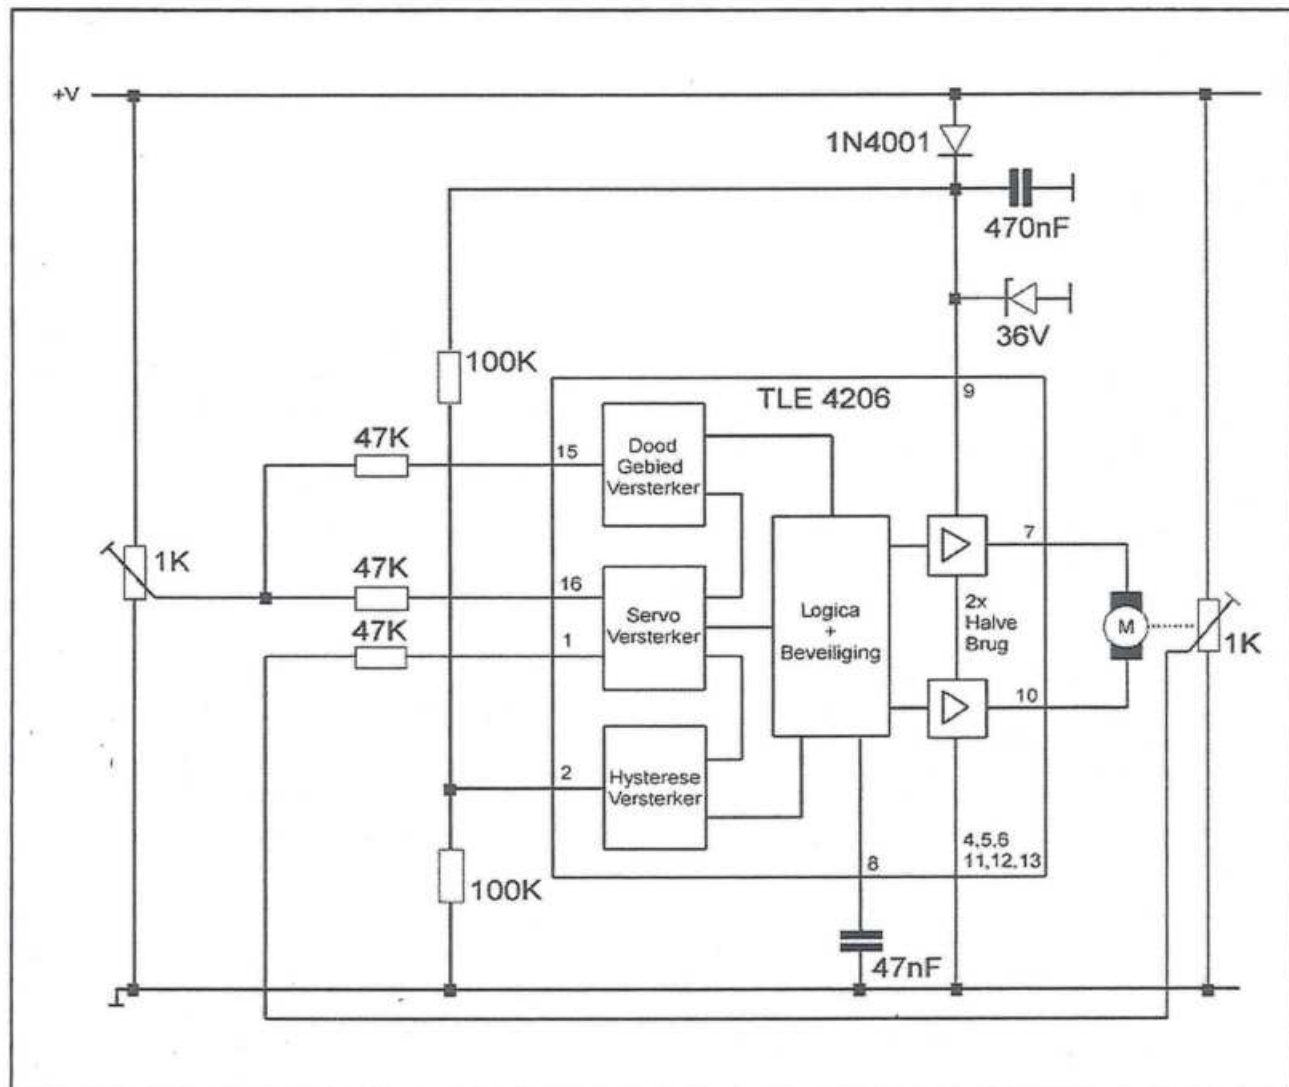 +V
1N4001
470nF
36V
100K
TLE 4206
9
47K
15
Dood
Gebied
Versterker
7
1K
47K
16
Servo
Versterker
Logica
+
Beveiliging
2x
Halve
Brug
M
1K
47K
1
10
2
Hysterese
Versterker
4,5,6
11,12,13
8
100K
47nF